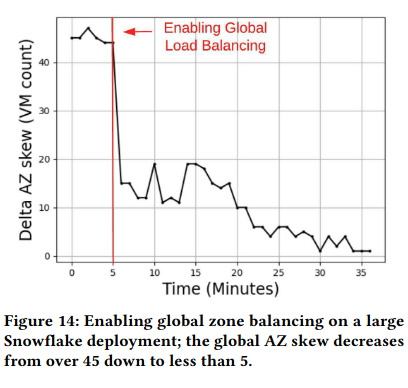 Enabling Global
Load Balancing
Delta AZ skew (VM count)
40
30
20
10
0
0 5 10 15 20 25 30 35
Time (Minutes)
Figure 14: Enabling global zone balancing on a large
Snowflake deployment; the global AZ skew decreases
from over 45 down to less than 5.